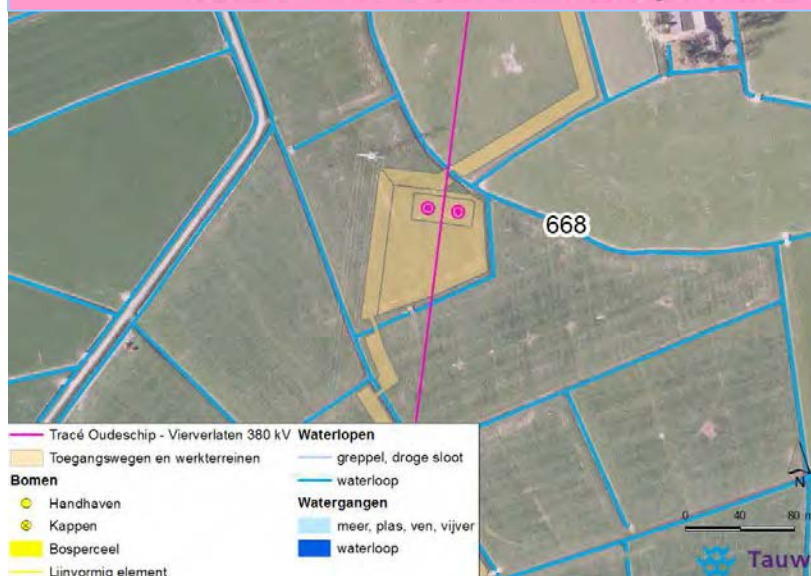 668
Tracé Oudeschip - Vierverlaten 380 kV
Toegangswegen en werkterreinen
Bomen
Handhaven
Kappen
Bosperceel
Lijnvormig element
Waterlopen
greppel, droge sloot
waterloop
Watergangen
meer, plas, ven, vijver
waterloop
N
0 40 80 m
Tauw